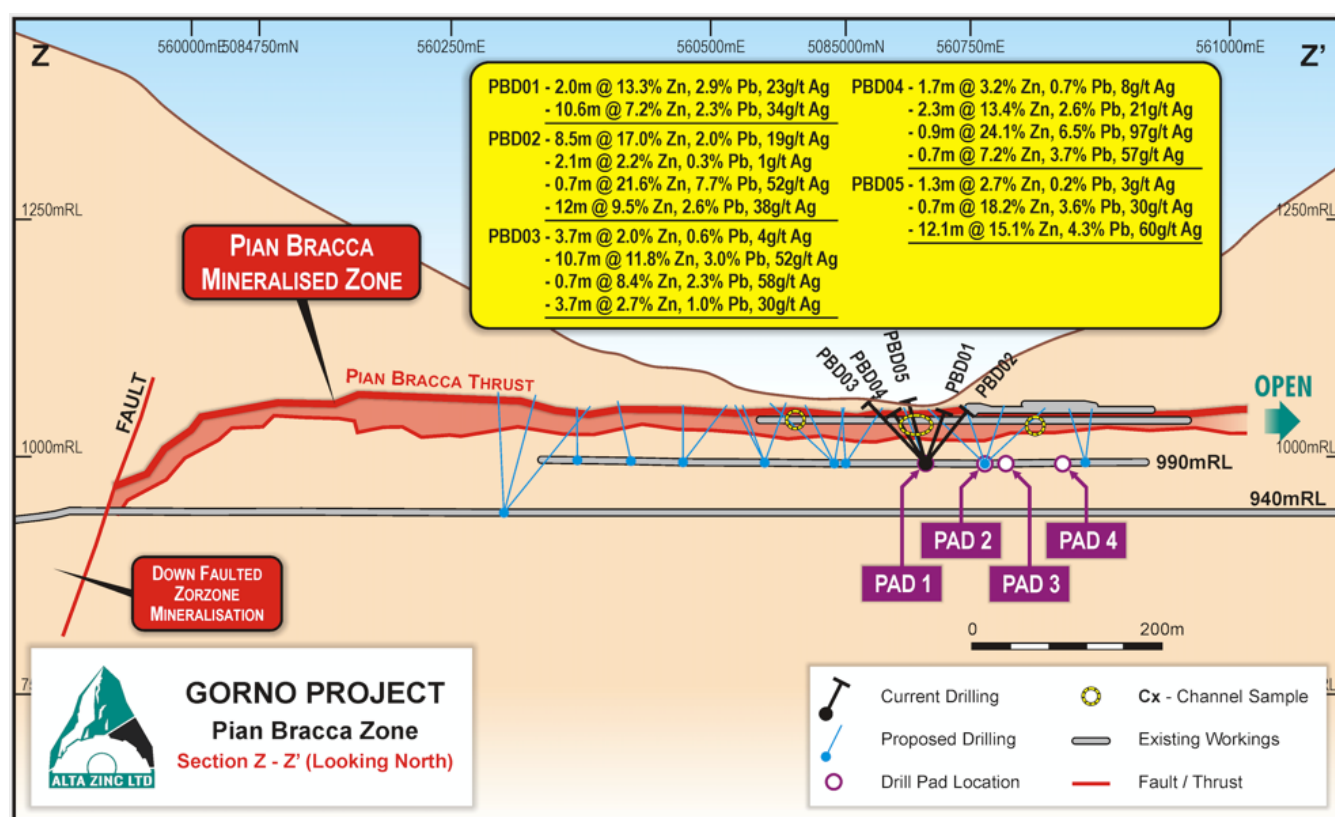 Z
560000mE
5084750mN
560250mE
560500mE
5085000mN
560750mE
561000mE
Z'
PBD01 - 2.0m @ 13.3% Zn, 2.9% Pb, 23g/t Ag
- 10.6m @ 7.2% Zn, 2.3% Pb, 34g/t Ag
PBD02 - 8.5m @ 17.0% Zn, 2.0% Pb, 19g/t Ag
- 2.1m @ 2.2% Zn, 0.3% Pb, 1g/t Ag
- 0.7m @ 21.6% Zn, 7.7% Pb, 52g/t Ag
- 12m @ 9.5% Zn, 2.6% Pb, 38g/t Ag
PBD03 - 3.7m @ 2.0% Zn, 0.6% Pb, 4g/t Ag
- 10.7m @ 11.8% Zn, 3.0% Pb, 52g/t Ag
- 0.7m @ 8.4% Zn, 2.3% Pb, 58g/t Ag
- 3.7m @ 2.7% Zn, 1.0% Pb, 30g/t Ag
PBD04 - 1.7m @ 3.2% Zn, 0.7% Pb, 8g/t Ag
- 2.3m @ 13.4% Zn, 2.6% Pb, 21g/t Ag
- 0.9m @ 24.1% Zn, 6.5% Pb, 97g/t Ag
- 0.7m @ 7.2% Zn, 3.7% Pb, 57g/t Ag
PBD05 - 1.3m @ 2.7% Zn, 0.2% Pb, 3g/t Ag
- 0.7m @ 18.2% Zn, 3.6% Pb, 30g/t Ag
- 12.1m @ 15.1% Zn, 4.3% Pb, 60g/t Ag
1250mRL
1250mRL
PIAN BRACCA
MINERALISED ZONE
PIAN BRACCA THRUST
FAULT
PBD03
PBD04
PBD05
PBD01
PBD02
OPEN
1000mRL
1000mRL
990mRL
940mRL
PAD 1
PAD 2
PAD 3
PAD 4
DOWN FAULTED
ZORZONE
MINERALISATION
0 200m
ALTA ZINC LTD
GORNO PROJECT
Pian Bracca Zone
Section Z - Z' (Looking North)
Current Drilling
Proposed Drilling
Drill Pad Location
Cx - Channel Sample
Existing Workings
Fault / Thrust